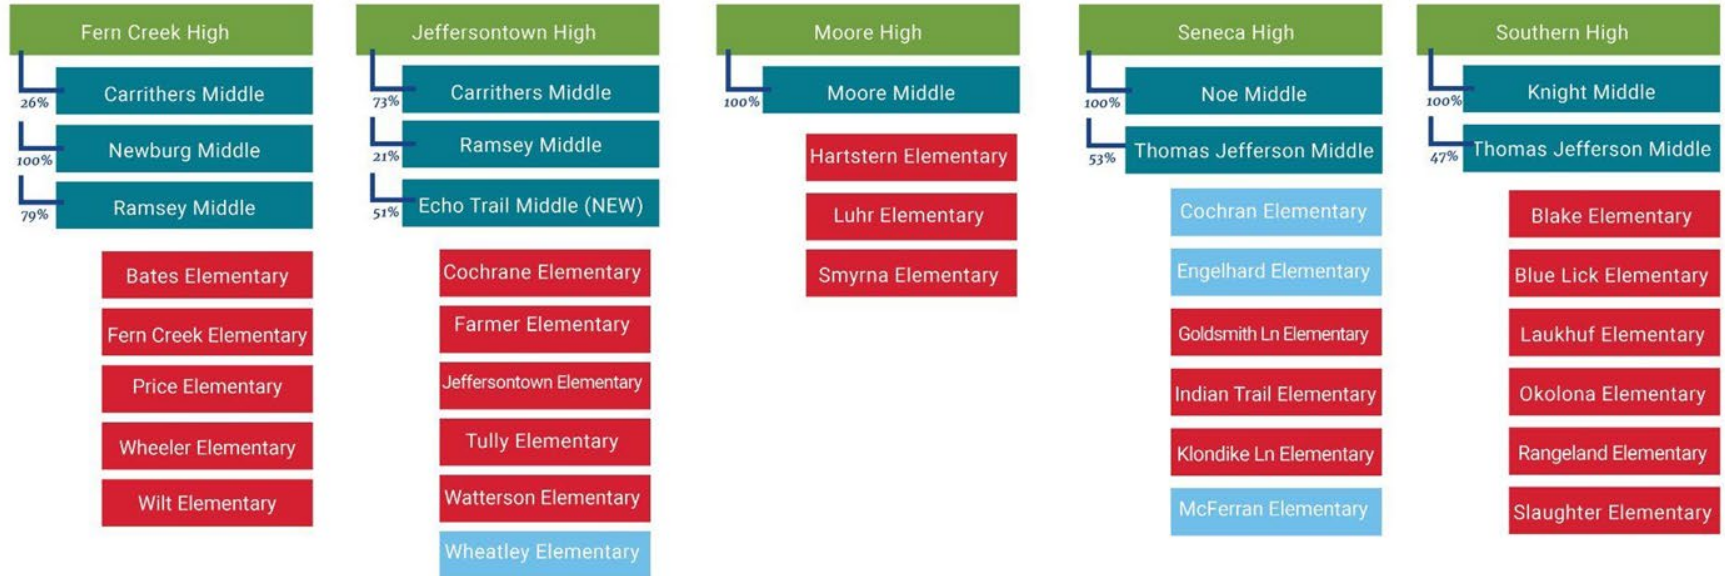 Fern Creek High
26%
Carrithers Middle
100%
Newburg Middle
79%
Ramsey Middle
Bates Elementary
Fern Creek Elementary
Price Elementary
Wheeler Elementary
Wilt Elementary
Jeffersontown High
73%
Carrithers Middle
21%
Ramsey Middle
51%
Echo Trail Middle (NEW)
Cochrane Elementary
Farmer Elementary
Jeffersontown Elementary
Tully Elementary
Watterson Elementary
Wheatley Elementary
Moore High
100%
Moore Middle
Hartstern Elementary
Luhr Elementary
Smyrna Elementary
Seneca High
100%
Noe Middle
53%
Thomas Jefferson Middle
Cochran Elementary
Engelhard Elementary
Goldsmith Ln Elementary
Indian Trail Elementary
Klondike Ln Elementary
McFerran Elementary
Southern High
100%
Knight Middle
47%
Thomas Jefferson Middle
Blake Elementary
Blue Lick Elementary
Laukhuf Elementary
Okolona Elementary
Rangeland Elementary
Slaughter Elementary